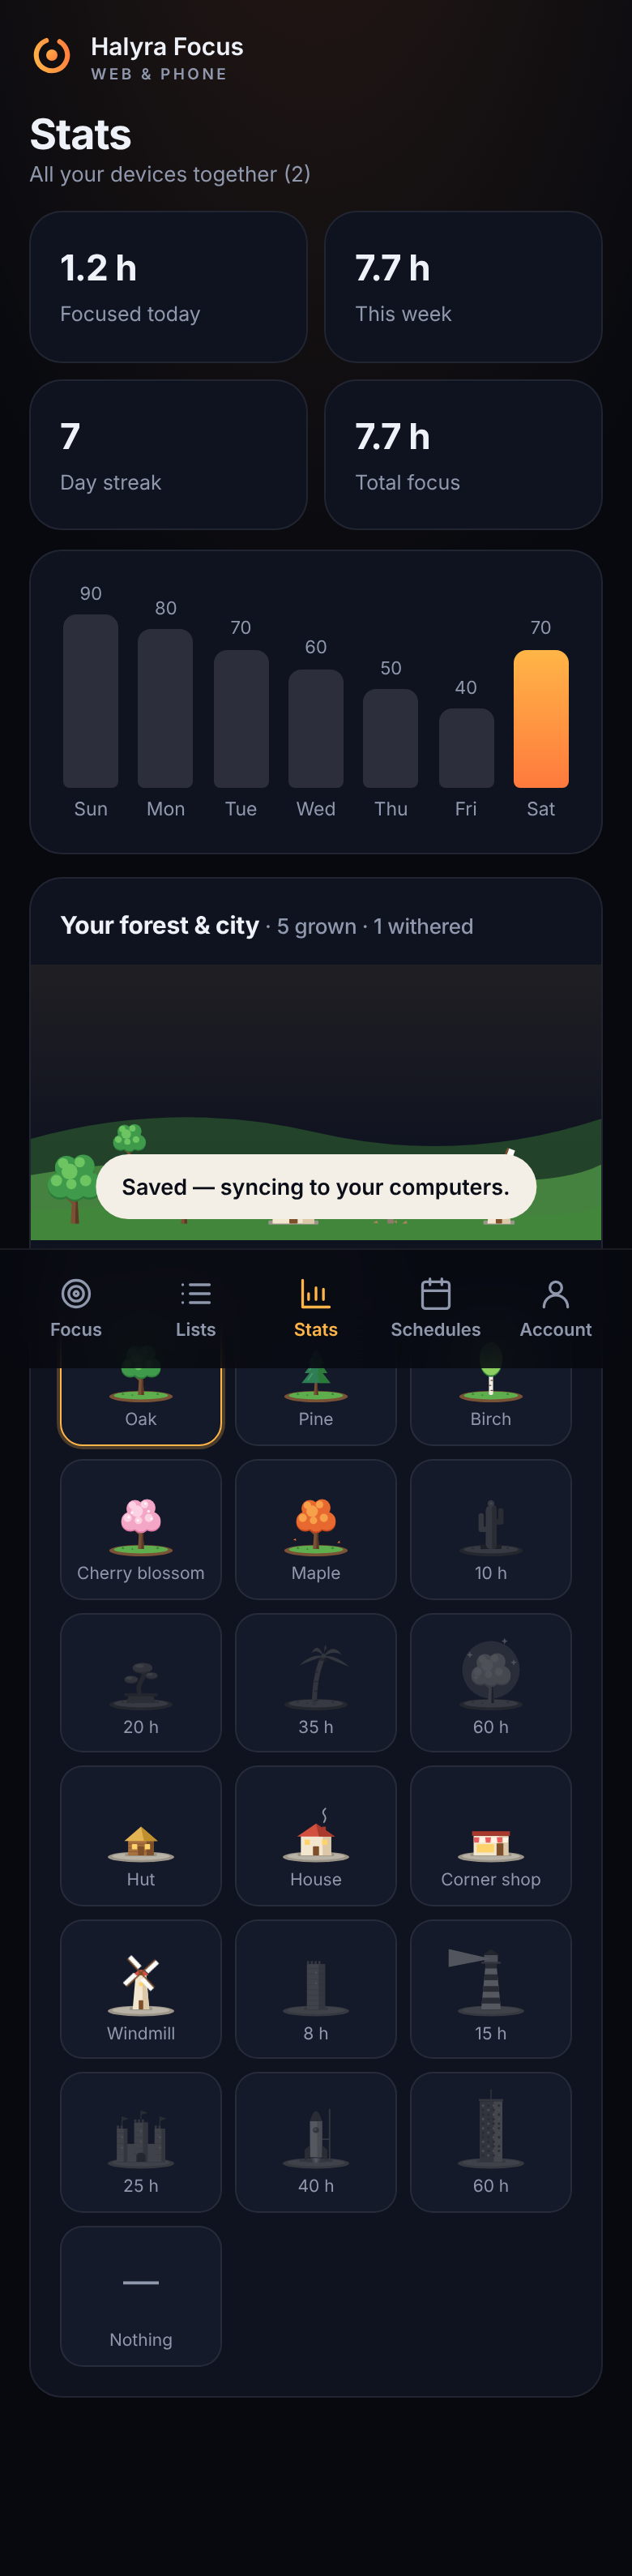 Halyra Focus
WEB & PHONE
Stats
All your devices together (2)
1.2 h
Focused today
7.7 h
This week
7
Day streak
7.7 h
Total focus
90
80
70
60
50
40
70
Sun
Mon
Tue
Wed
Thu
Fri
Sat
Your forest & city · 5 grown · 1 withered
Saved — syncing to your computers.
Focus
Lists
Stats
Schedules
Account
Oak
Pine
Birch
Cherry blossom
Maple
10 h
20 h
35 h
60 h
Hut
House
Corner shop
Windmill
8 h
15 h
25 h
40 h
60 h
Nothing